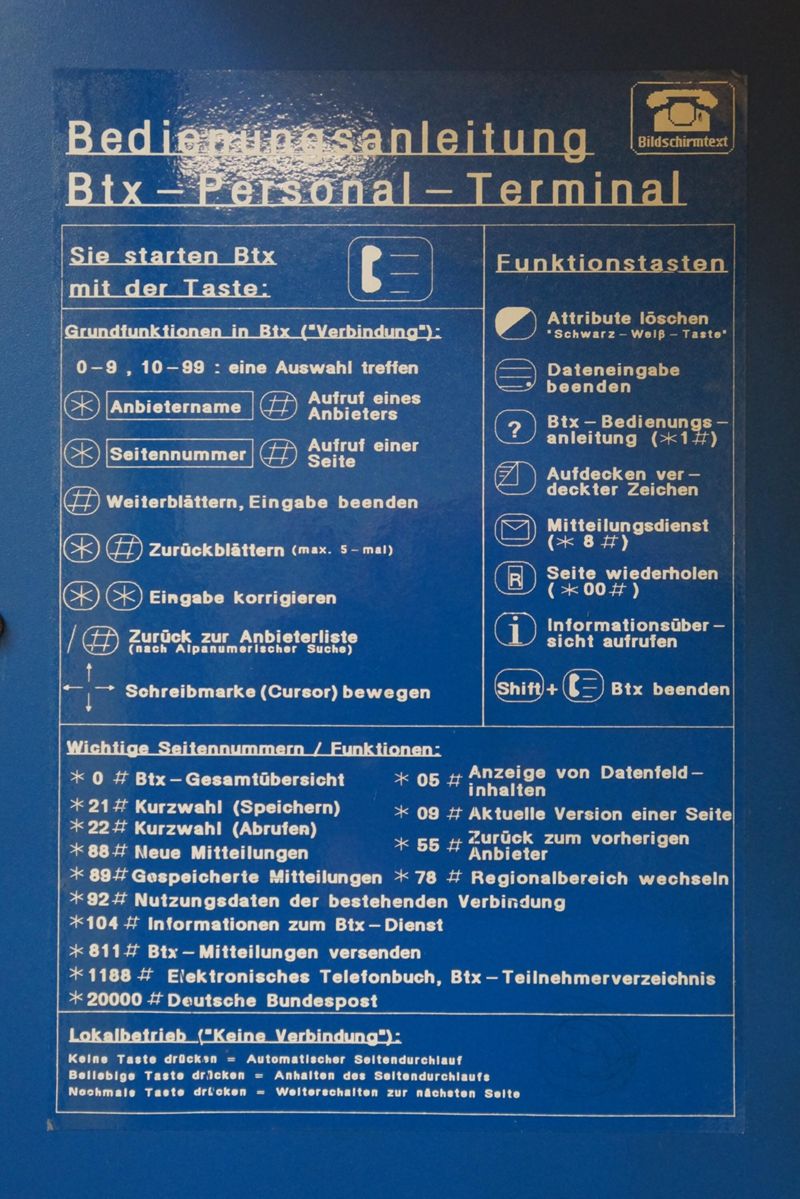 Bildschirmtext
Bedienungsanleitung
Btx-Personal-Terminal
Sie starten Btx
mit der Taste:
Grundfunktionen in Btx ("Verbindung"):
0-9 , 10-99 : eine Auswahl treffen
* Anbietername # Aufruf eines
Anbieters
* Seitennummer # Aufruf einer
Seite
# Weiterblättern, Eingabe beenden
* # Zurückblättern (max. 5-mal)
* * Eingabe korrigieren
/ # Zurück zur Anbieterliste
(nach Alpanumerischer Suche)
Schreibmarke (Cursor) bewegen
Funktionstasten
Attribute löschen
"Schwarz-Weiß-Taste"
Dateneingabe
beenden
? Btx-Bedienungs-
anleitung (*1#)
Aufdecken ver-
deckter Zeichen
Mitteilungsdienst
(* 8 #)
R Seite wiederholen
( *00# )
i Informationsüber-
sicht aufrufen
Shift + Btx beenden
Wichtige Seitennummern / Funktionen:
* 0 # Btx-Gesamtübersicht
*21# Kurzwahl (Speichern)
*22# Kurzwahl (Abrufen)
*88# Neue Mitteilungen
* 89# Gespeicherte Mitteilungen
* 05 # Anzeige von Datenfeld-
inhalten
* 09 # Aktuelle Version einer Seite
* 55 # Zurück zum vorherigen
Anbieter
* 78 # Regionalbereich wechseln
*92# Nutzungsdaten der bestehenden Verbindung
*104# Informationen zum Btx-Dienst
*811# Btx-Mitteilungen versenden
*1188# Elektronisches Telefonbuch, Btx-Teilnehmerverzeichnis
*20000# Deutsche Bundespost
Lokalbetrieb ("Keine Verbindung"):
Keine Taste drücken = Automatischer Seitendurchlauf
Beliebige Taste drücken = Anhalten des Seitendurchlaufs
Nochmals Taste drücken = Weiterschalten zur nächsten Seite